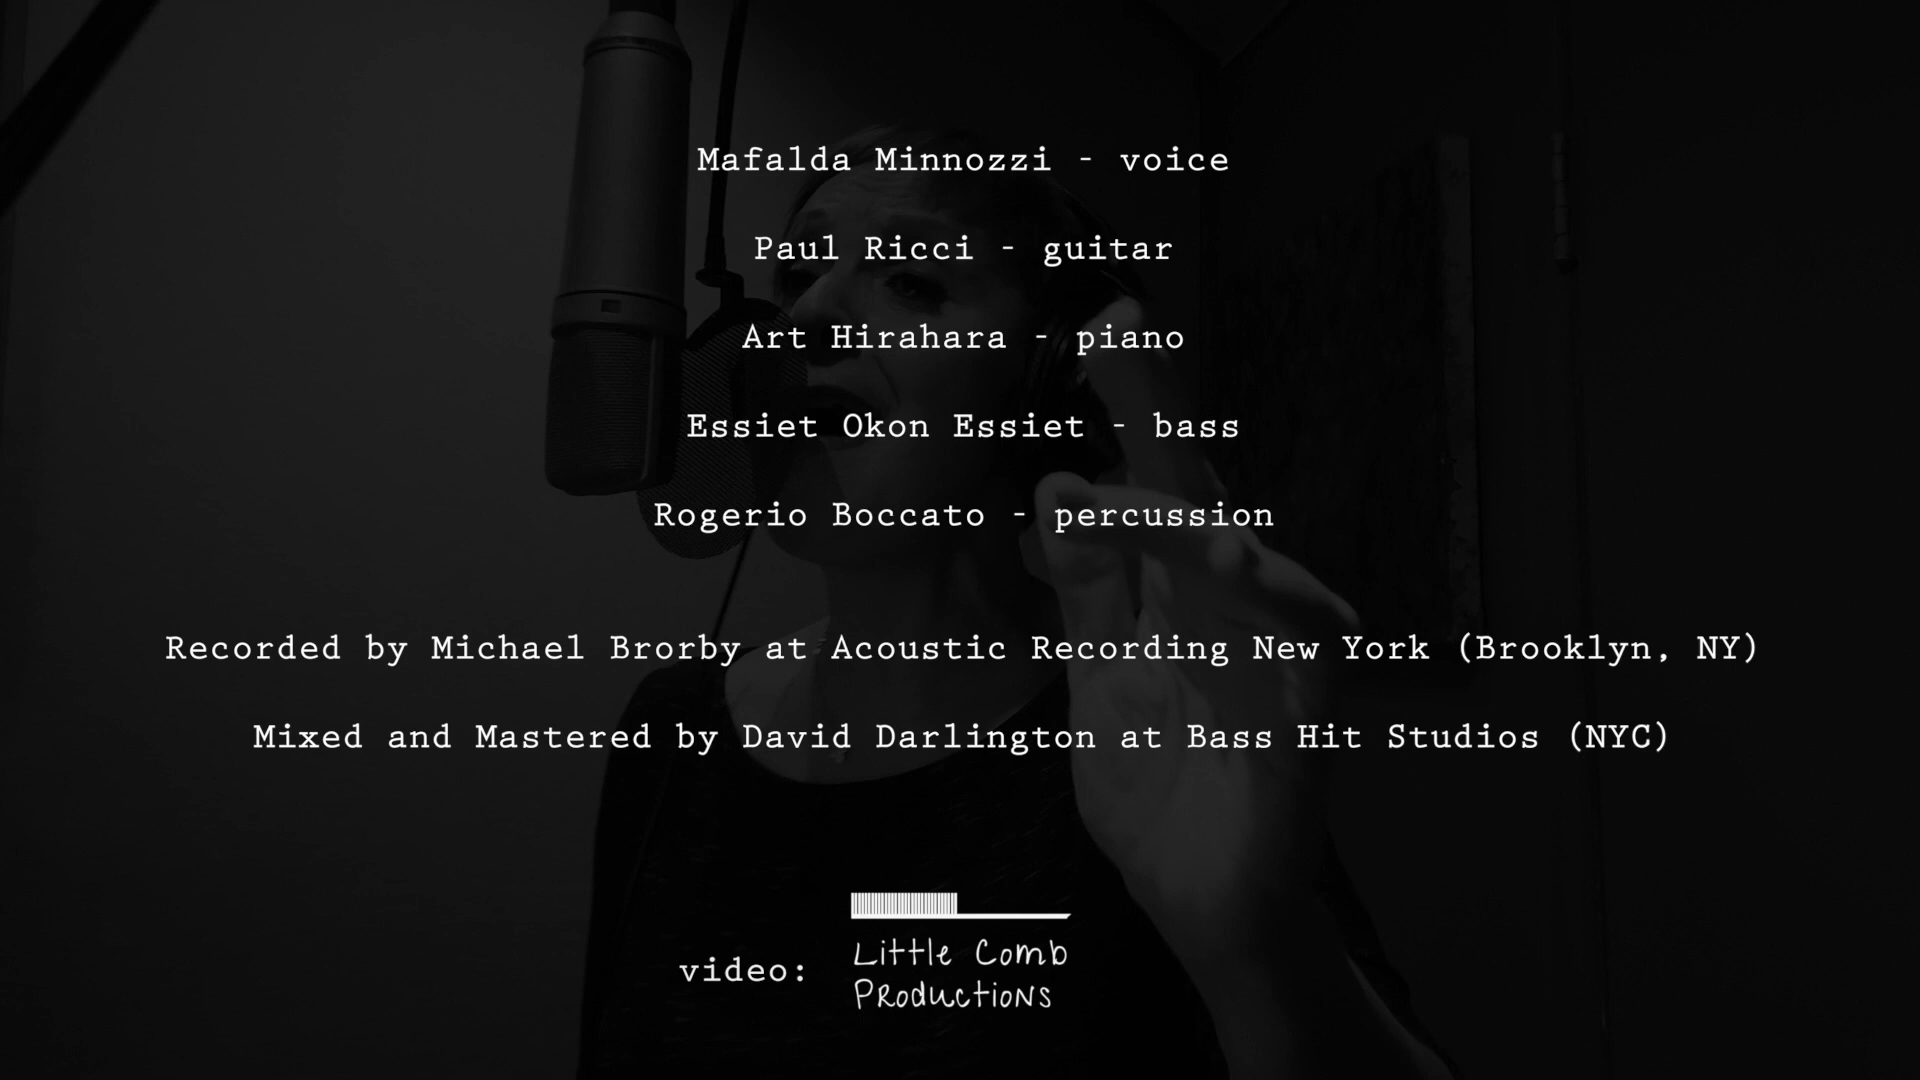 Mafalda Minnozzi - voice
Paul Ricci - guitar
Art Hirahara - piano
Essiet Okon Essiet - bass
Rogerio Boccato - percussion
Recorded by Michael Brorby at Acoustic Recording New York (Brooklyn, NY)
Mixed and Mastered by David Darlington at Bass Hit Studios (NYC)
video:
Little Comb
Productions